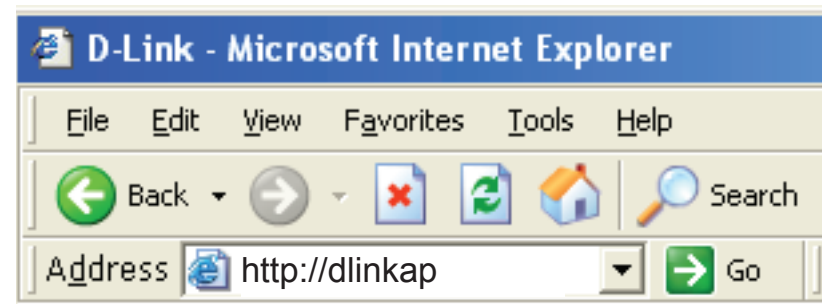 D-Link - Microsoft Internet Explorer
File Edit View Favorites Tools Help
Back Search
Address http://dlinkap Go